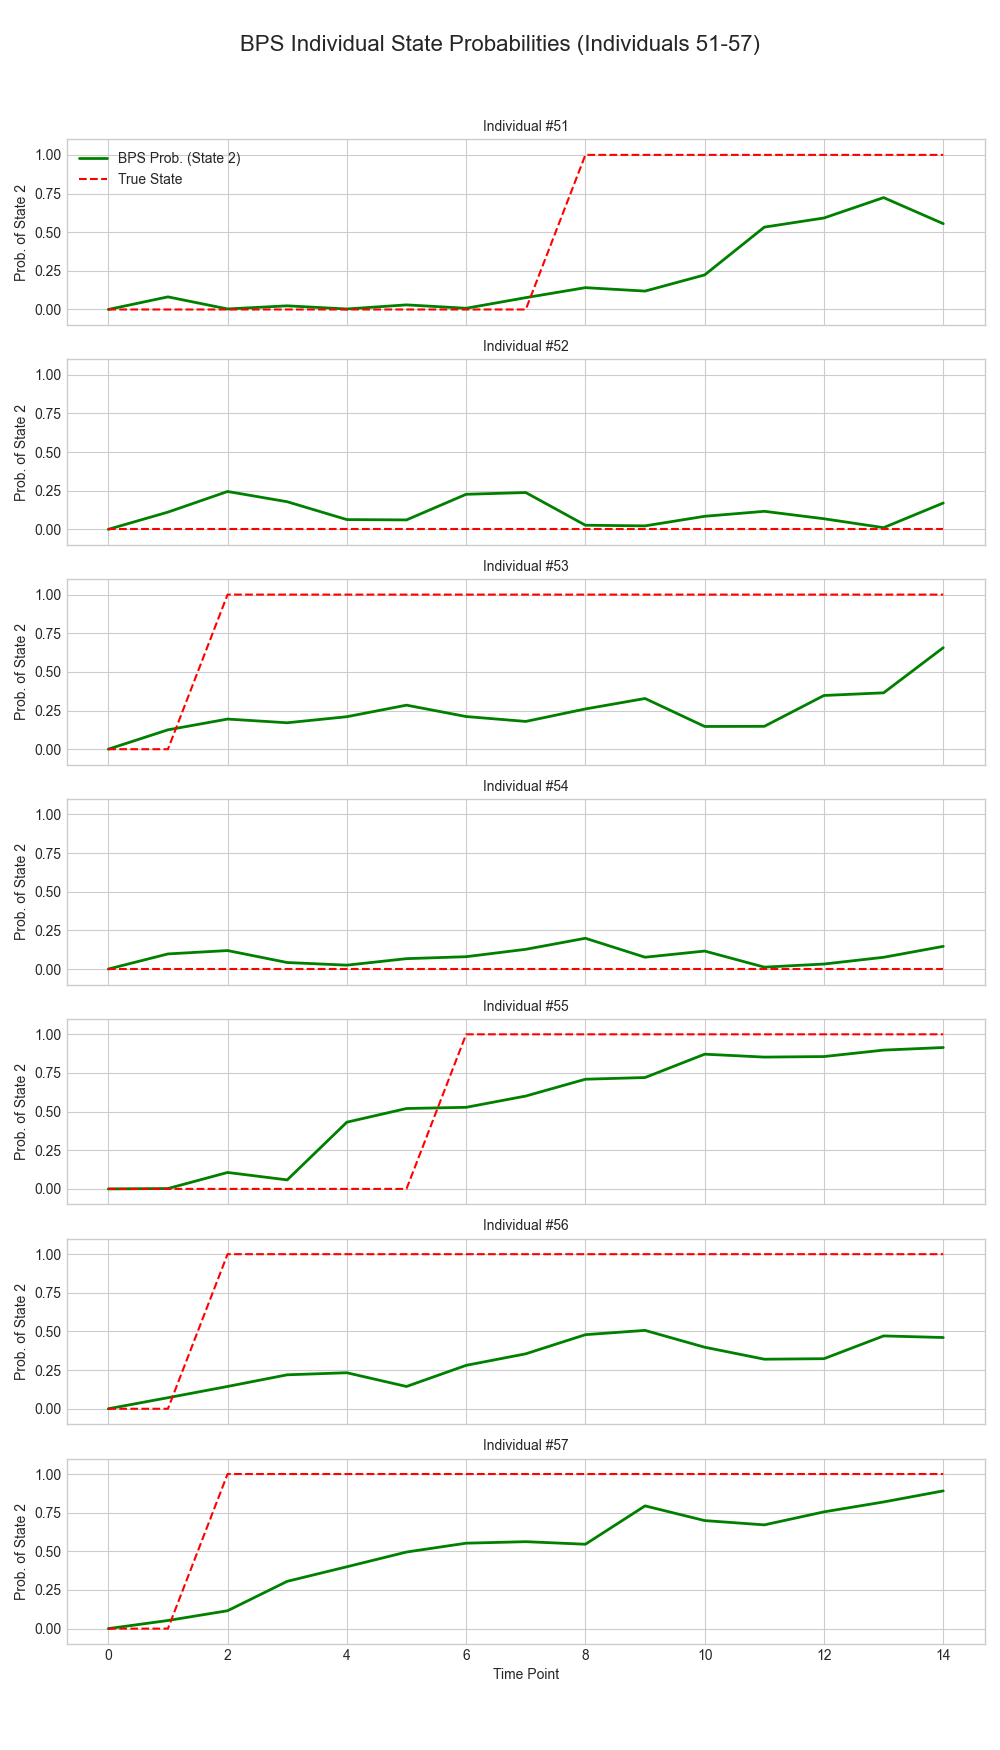 BPS Individual State Probabilities (Individuals 51-57)
Individual #51
1.00
0.75
0.50
0.25
0.00
Prob. of State 2
BPS Prob. (State 2)
True State
Individual #52
1.00
0.75
0.50
0.25
0.00
Prob. of State 2
Individual #53
1.00
0.75
0.50
0.25
0.00
Prob. of State 2
Individual #54
1.00
0.75
0.50
0.25
0.00
Prob. of State 2
Individual #55
1.00
0.75
0.50
0.25
0.00
Prob. of State 2
Individual #56
1.00
0.75
0.50
0.25
0.00
Prob. of State 2
Individual #57
1.00
0.75
0.50
0.25
0.00
Prob. of State 2
0 2 4 6 8 10 12 14
Time Point